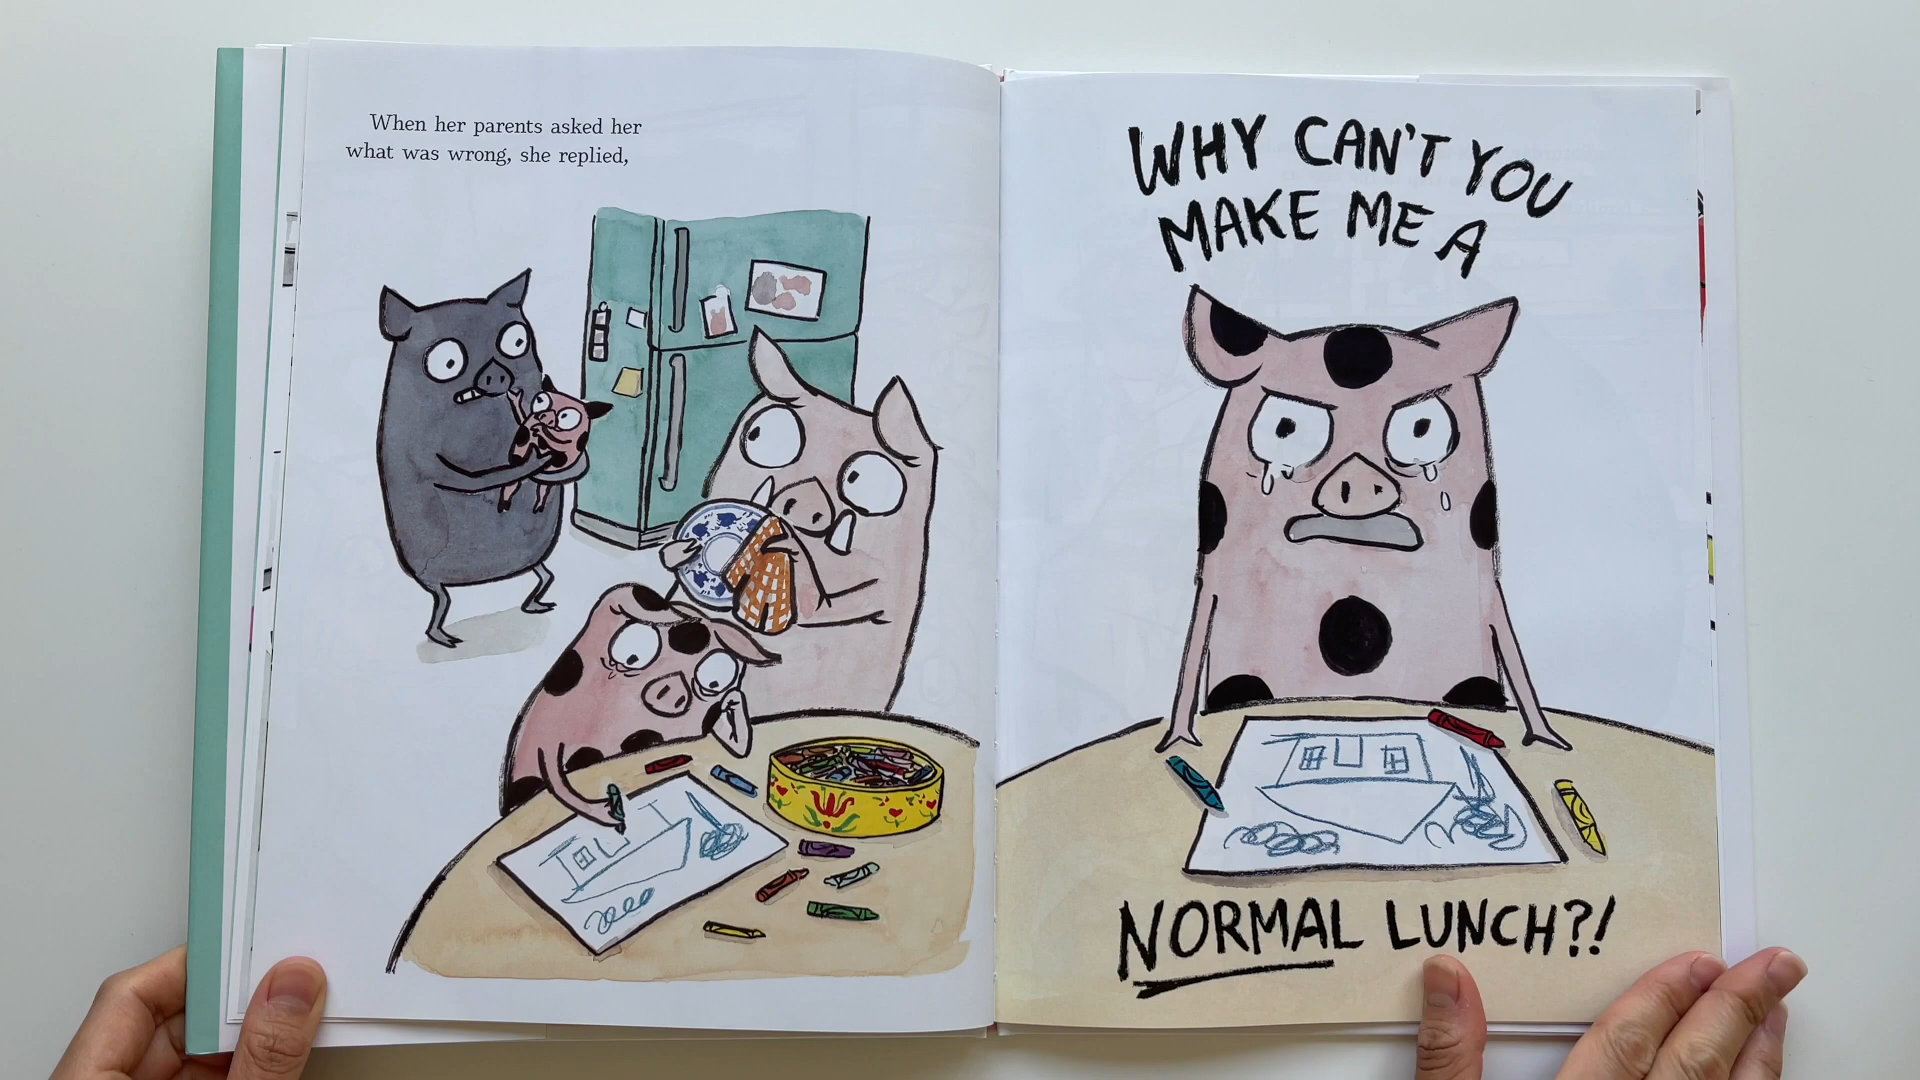 When her parents asked her
what was wrong, she replied,
WHY CAN'T YOU
MAKE ME A
NORMAL LUNCH?!